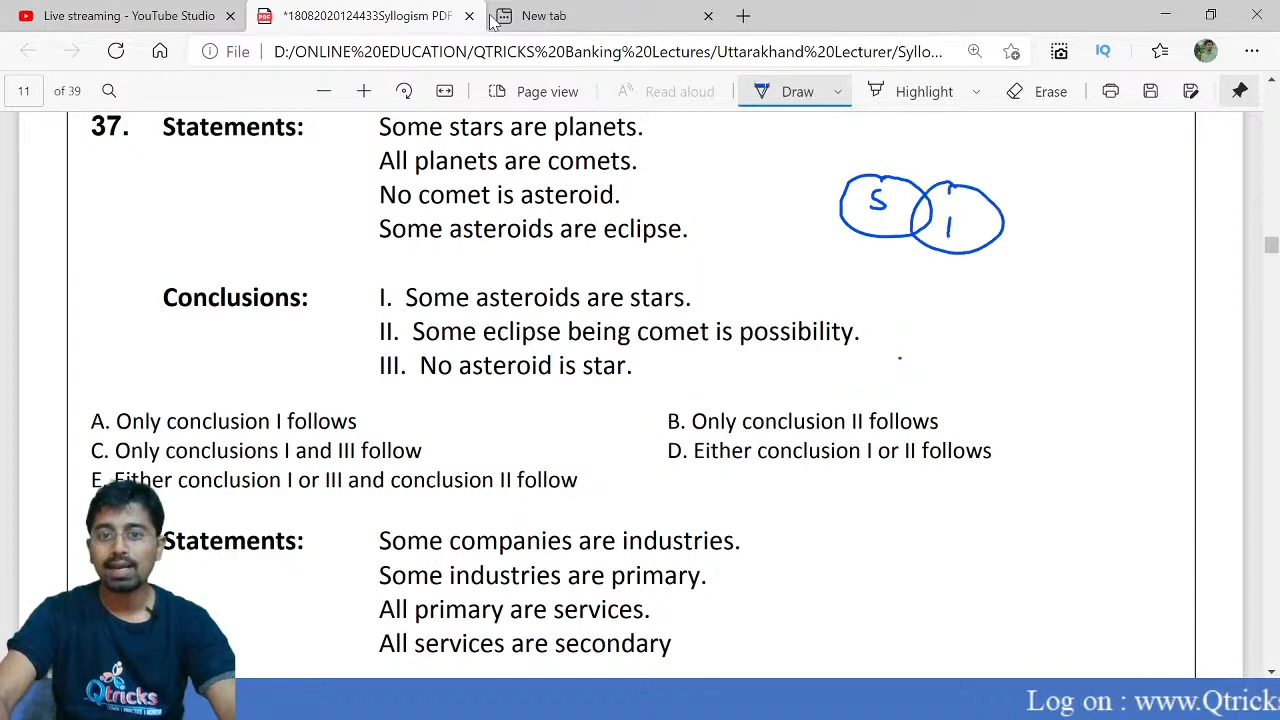 Live streaming - YouTube Studio
*18082020124433Syllogism PDF
New tab
File
D:/ONLINE%20EDUCATION/QTRICKS%20Banking%20Lectures/Uttarakhand%20Lecturer/Syllo...
IQ
11 of 39
Page view
Read aloud
Draw
Highlight
Erase
37. Statements: Some stars are planets.
All planets are comets.
No comet is asteroid.
Some asteroids are eclipse.
S
Conclusions: I. Some asteroids are stars.
II. Some eclipse being comet is possibility.
III. No asteroid is star.
A. Only conclusion I follows B. Only conclusion II follows
C. Only conclusions I and III follow D. Either conclusion I or II follows
E. Either conclusion I or III and conclusion II follow
Statements: Some companies are industries.
Some industries are primary.
All primary are services.
All services are secondary
Qtricks
Log on : www.Qtrick